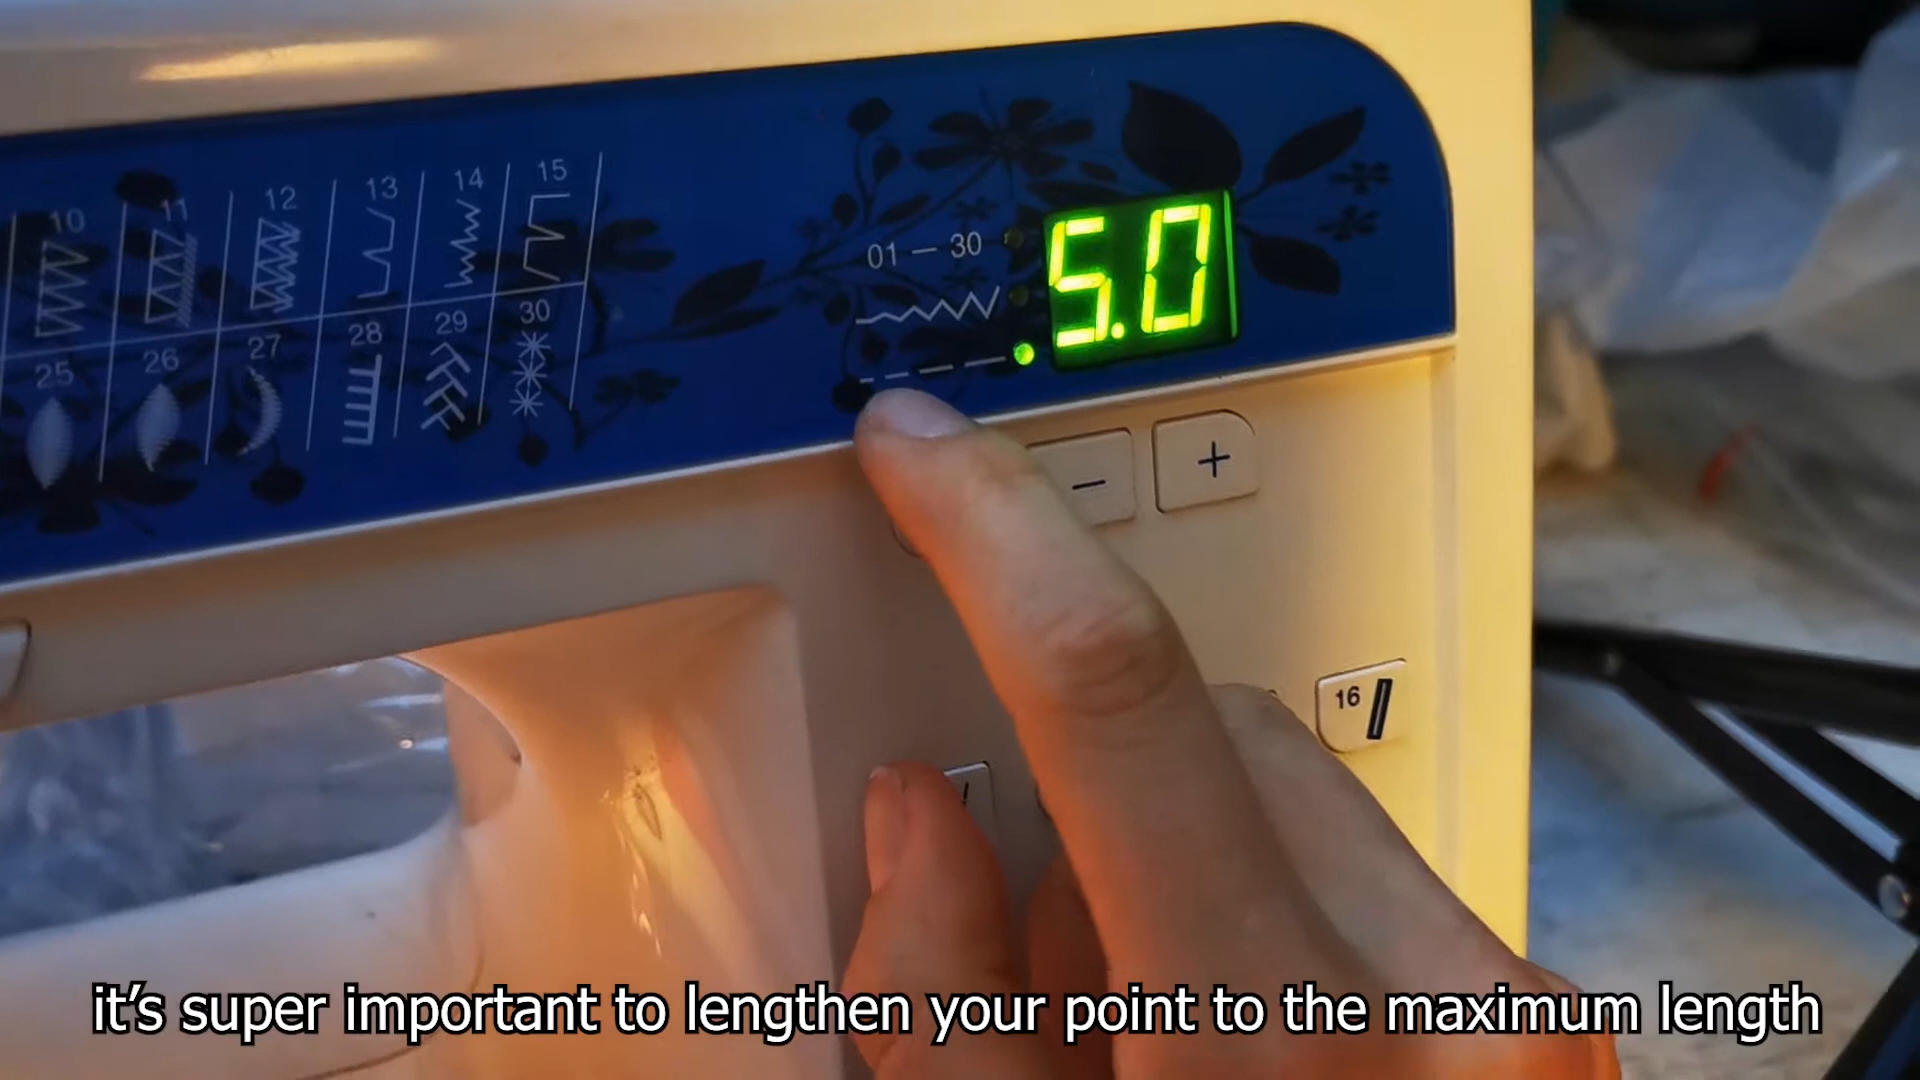 10 11 12 13 14 15
25 26 27 28 29 30
01 — 30
5.0
− +
16
it’s super important to lengthen your point to the maximum length